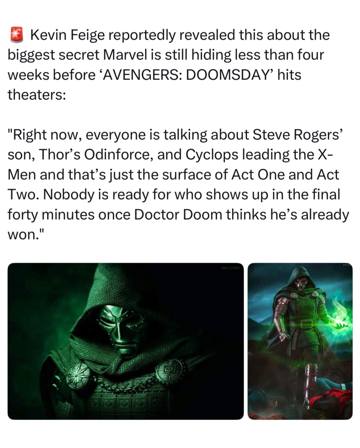 🚨 Kevin Feige reportedly revealed this about the
biggest secret Marvel is still hiding less than four
weeks before ‘AVENGERS: DOOMSDAY’ hits
theaters:
"Right now, everyone is talking about Steve Rogers’
son, Thor’s Odinforce, and Cyclops leading the X-
Men and that’s just the surface of Act One and Act
Two. Nobody is ready for who shows up in the final
forty minutes once Doctor Doom thinks he’s already
won."